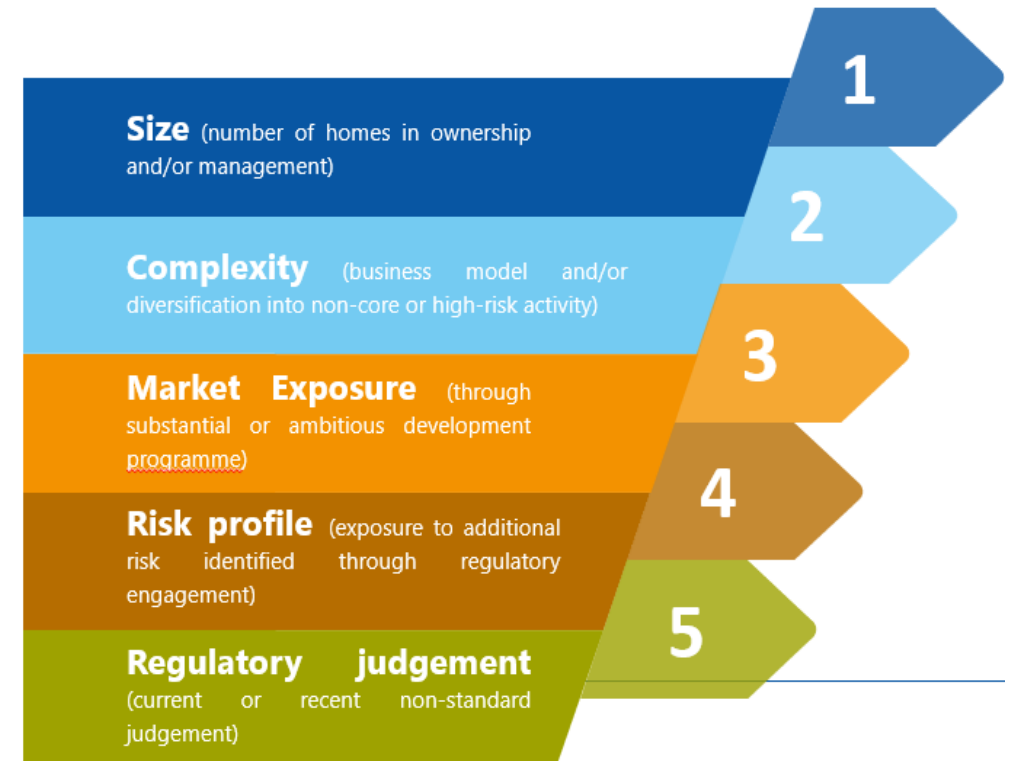 1
Size (number of homes in ownership
and/or management)
2
Complexity (business model and/or
diversification into non-core or high-risk activity)
3
Market Exposure (through
substantial or ambitious development
programme)
4
Risk profile (exposure to additional
risk identified through regulatory
engagement)
5
Regulatory judgement
(current or recent non-standard
judgement)